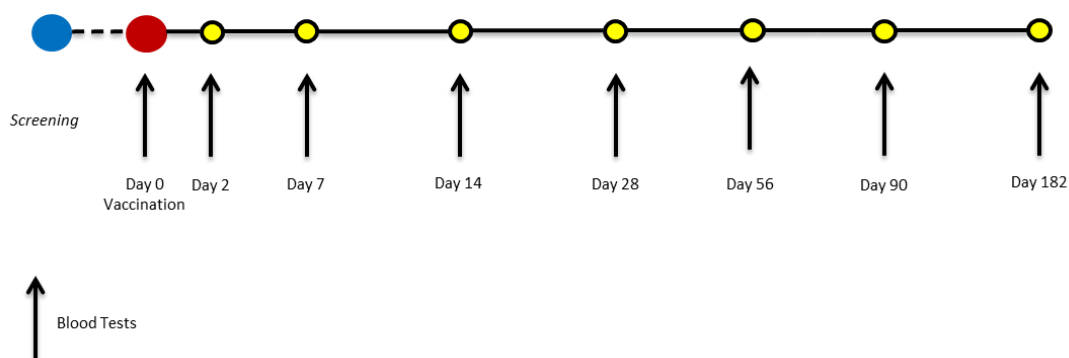 Screening
Day 0
Vaccination
Day 2
Day 7
Day 14
Day 28
Day 56
Day 90
Day 182
Blood Tests